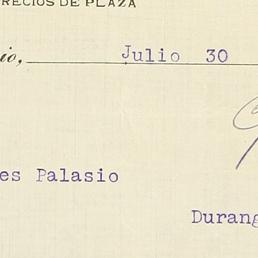 RECIOS DE PLAZA
io, Julio 30
es Palasio
Durang